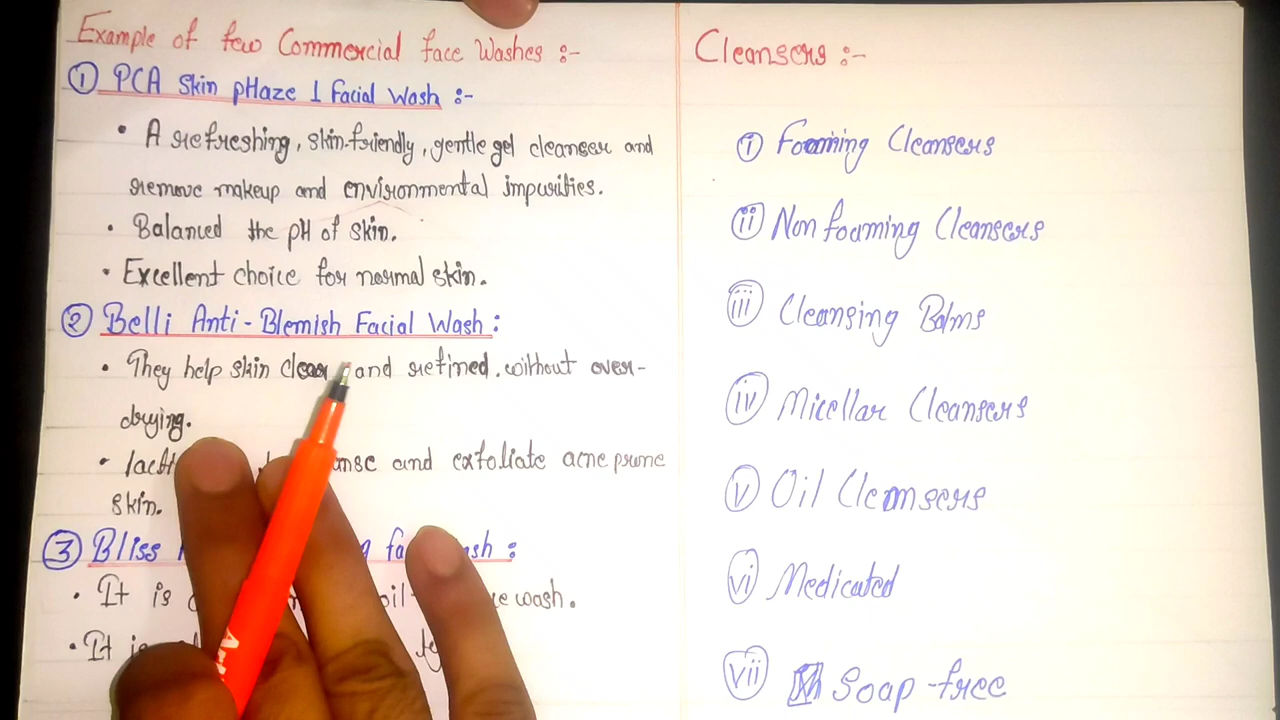 Example of few Commercial face Washes :-
① PCA Skin pHaze 1 Facial Wash :-
• A refreshing, skin-friendly, gentle gel cleanser and
remove makeup and environmental impurities.
• Balanced the pH of skin.
• Excellent choice for normal skin.
② Belli Anti-Blemish Facial Wash :
• They help skin clear and refined. without over-
drying.
• and exfoliate acne prone
skin.
③ Bliss :
• It is oil wash.
• It
Cleansers :-
i Foaming Cleansers
ii Non foaming Cleansers
iii Cleansing Balms
iv Micellar Cleansers
v Oil Cleansers
vi Medicated
vii Soap-free